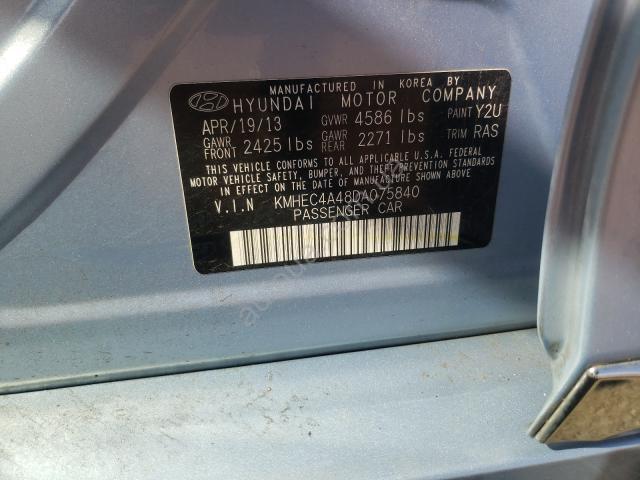 MANUFACTURED IN KOREA BY
HYUNDAI MOTOR COMPANY
APR/19/13 GVWR 4586 lbs PAINT Y2U
GAWR FRONT 2425 lbs GAWR REAR 2271 lbs TRIM RAS
THIS VEHICLE CONFORMS TO ALL APPLICABLE U.S.A. FEDERAL
MOTOR VEHICLE SAFETY, BUMPER, AND THEFT PREVENTION STANDARDS
IN EFFECT ON THE DATE OF MANUFACTURE SHOWN ABOVE.
V.I.N KMHEC4A48DA075840
PASSENGER CAR